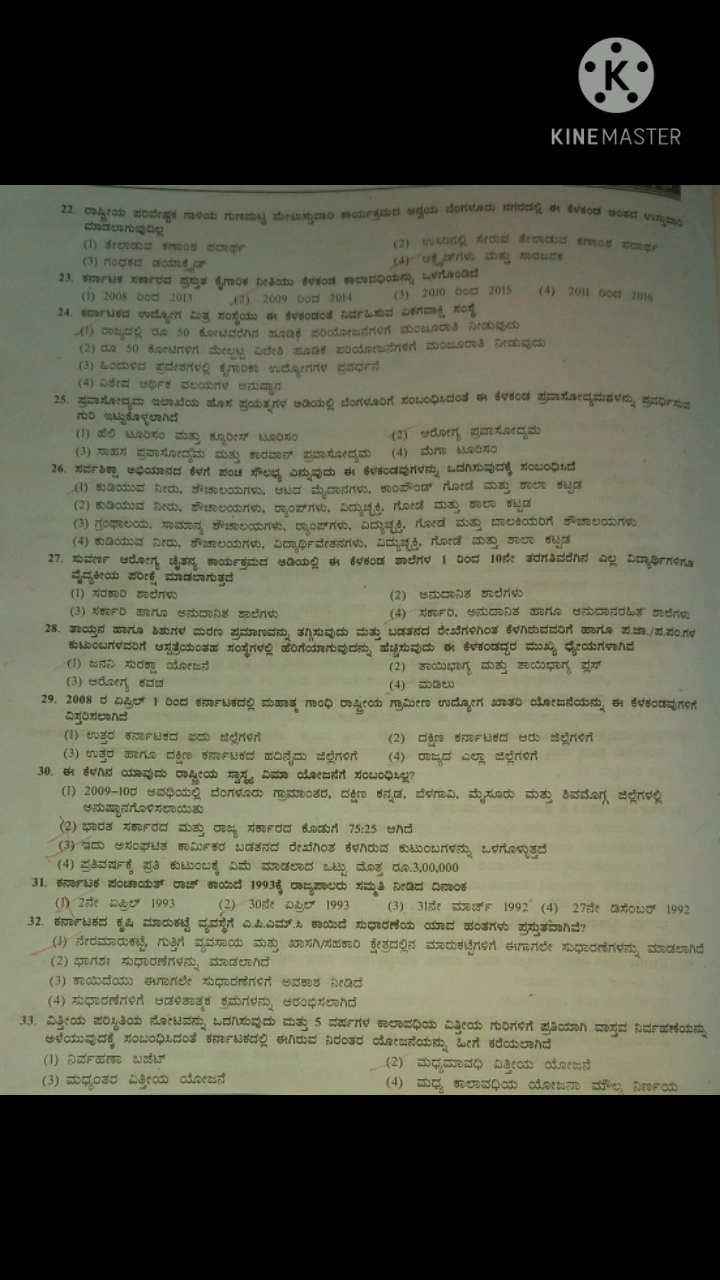 K
KINEMASTER
22. ರಾಷ್ಟ್ರೀಯ ಪರಿವೇಷ್ಟಕ ಗಾಳಿಯ ಗುಣಮಟ್ಟ ಮೇಲುಸ್ತುವಾರಿ ಕಾರ್ಯಕ್ರಮದ ಅನ್ವಯ ಬೆಂಗಳೂರು ನಗರದಲ್ಲಿ ಈ ಕೆಳಕಂಡ ಅಂಶದ ಉಸ್ತುವಾರಿ
ಮಾಡಲಾಗುವುದಿಲ್ಲ
(1) ತೇಲಾಡುವ ಕಣಾಂಶ ಪದಾರ್ಥ (2) ಉಸಿರಿನಲ್ಲಿ ಸೇರುವ ತೇಲಾಡುವ ಕಣಾಂಶ ಪದಾರ್ಥ
(3) ಗಂಧಕದ ಡಯಾಕ್ಸೈಡ್ (4) ಆಕ್ಸೈಡ್‌ಗಳು ಮತ್ತು ಸಾರಜನಕ
23. ಕರ್ನಾಟಕ ಸರ್ಕಾರದ ಪ್ರಸ್ತುತ ಕೈಗಾರಿಕ ನೀತಿಯು ಕೆಳಕಂಡ ಕಾಲಾವಧಿಯನ್ನು ಒಳಗೊಂಡಿದೆ
(1) 2008 ರಿಂದ 2013 (2) 2009 ರಿಂದ 2014 (3) 2010 ರಿಂದ 2015 (4) 2011 ರಿಂದ 2016
24. ಕರ್ನಾಟಕದ ಉದ್ಯೋಗ ಮಿತ್ರ ಸಂಸ್ಥೆಯು ಈ ಕೆಳಕಂಡಂತೆ ನಿರ್ವಹಿಸುವ ಏಕಗವಾಕ್ಷಿ ಸಂಸ್ಥೆ
(1) ರಾಜ್ಯದಲ್ಲಿ ರೂ 50 ಕೋಟಿವರೆಗಿನ ಹೂಡಿಕೆ ಪರಿಯೋಜನೆಗಳಿಗೆ ಮಂಜೂರಾತಿ ನೀಡುವುದು
(2) ರೂ 50 ಕೋಟಿಗಳಿಗೆ ಮೇಲ್ಪಟ್ಟ ವಿದೇಶಿ ಹೂಡಿಕೆ ಪರಿಯೋಜನೆಗಳಿಗೆ ಮಂಜೂರಾತಿ ನೀಡುವುದು
(3) ಹಿಂದುಳಿದ ಪ್ರದೇಶಗಳಲ್ಲಿ ಕೈಗಾರಿಕಾ ಉದ್ಯೋಗಗಳ ಪ್ರವರ್ಧನೆ
(4) ವಿಶೇಷ ಆರ್ಥಿಕ ವಲಯಗಳ ಅನುಷ್ಠಾನ
25. ಪ್ರವಾಸೋದ್ಯಮ ಇಲಾಖೆಯ ಹೊಸ ಪ್ರಯತ್ನಗಳ ಅಡಿಯಲ್ಲಿ ಬೆಂಗಳೂರಿಗೆ ಸಂಬಂಧಿಸಿದಂತೆ ಈ ಕೆಳಕಂಡ ಪ್ರವಾಸೋದ್ಯಮಗಳನ್ನು ಪ್ರವರ್ಧಿಸುವ
ಗುರಿ ಇಟ್ಟುಕೊಳ್ಳಲಾಗಿದೆ
(1) ಹೆಲಿ ಟೂರಿಸಂ ಮತ್ತು ಕ್ರೂರೀಸ್ ಟೂರಿಸಂ (2) ಆರೋಗ್ಯ ಪ್ರವಾಸೋದ್ಯಮ
(3) ಸಾಹಸ ಪ್ರವಾಸೋದ್ಯಮ ಮತ್ತು ಕಾರವಾನ್ ಪ್ರವಾಸೋದ್ಯಮ (4) ಮೆಗಾ ಟೂರಿಸಂ
26. ಸರ್ವಶಿಕ್ಷಾ ಅಭಿಯಾನದ ಕೆಳಗೆ ಪಂಚ ಸೌಲಭ್ಯ ಎನ್ನುವುದು ಈ ಕೆಳಕಂಡವುಗಳನ್ನು ಒದಗಿಸುವುದಕ್ಕೆ ಸಂಬಂಧಿಸಿದೆ
(1) ಕುಡಿಯುವ ನೀರು, ಶೌಚಾಲಯಗಳು, ಆಟದ ಮೈದಾನಗಳು, ಕಾಂಪೌಂಡ್ ಗೋಡೆ ಮತ್ತು ಶಾಲಾ ಕಟ್ಟಡ
(2) ಕುಡಿಯುವ ನೀರು, ಶೌಚಾಲಯಗಳು, ರ‍್ಯಾಂಪ್‌ಗಳು, ವಿದ್ಯುಚ್ಛಕ್ತಿ, ಗೋಡೆ ಮತ್ತು ಶಾಲಾ ಕಟ್ಟಡ
(3) ಗ್ರಂಥಾಲಯ, ಸಾಮಾನ್ಯ ಶೌಚಾಲಯಗಳು, ರ‍್ಯಾಂಪ್‌ಗಳು, ವಿದ್ಯುಚ್ಛಕ್ತಿ, ಗೋಡೆ ಮತ್ತು ಬಾಲಕಿಯರಿಗೆ ಶೌಚಾಲಯಗಳು
(4) ಕುಡಿಯುವ ನೀರು, ಶೌಚಾಲಯಗಳು, ವಿದ್ಯಾರ್ಥಿವೇತನಗಳು, ವಿದ್ಯುಚ್ಛಕ್ತಿ, ಗೋಡೆ ಮತ್ತು ಶಾಲಾ ಕಟ್ಟಡ
27. ಸುವರ್ಣ ಆರೋಗ್ಯ ಚೈತನ್ಯ ಕಾರ್ಯಕ್ರಮದ ಅಡಿಯಲ್ಲಿ ಈ ಕೆಳಕಂಡ ಶಾಲೆಗಳ 1 ರಿಂದ 10ನೇ ತರಗತಿವರೆಗಿನ ಎಲ್ಲ ವಿದ್ಯಾರ್ಥಿಗಳಿಗೂ
ವೈದ್ಯಕೀಯ ಪರೀಕ್ಷೆ ಮಾಡಲಾಗುತ್ತದೆ
(1) ಸರಕಾರಿ ಶಾಲೆಗಳು (2) ಅನುದಾನಿತ ಶಾಲೆಗಳು
(3) ಸರ್ಕಾರಿ ಹಾಗೂ ಅನುದಾನಿತ ಶಾಲೆಗಳು (4) ಸರ್ಕಾರಿ, ಅನುದಾನಿತ ಹಾಗೂ ಅನುದಾನರಹಿತ ಶಾಲೆಗಳು
28. ತಾಯ್ತನ ಹಾಗೂ ಶಿಶುಗಳ ಮರಣ ಪ್ರಮಾಣವನ್ನು ತಗ್ಗಿಸುವುದು ಮತ್ತು ಬಡತನದ ರೇಖೆಗಳಿಗಿಂತ ಕೆಳಗಿರುವವರಿಗೆ ಹಾಗೂ ಪ.ಜಾ./ಪ.ಪಂ.ಗಳ
ಕುಟುಂಬಗಳವರಿಗೆ ಆಸ್ಪತ್ರೆಯಂತಹ ಸಂಸ್ಥೆಗಳಲ್ಲಿ ಹೆರಿಗೆಯಾಗುವುದನ್ನು ಹೆಚ್ಚಿಸುವುದು ಈ ಕೆಳಕಂಡದ್ದರ ಮುಖ್ಯ ಧ್ಯೇಯಗಳಾಗಿವೆ
(1) ಜನನಿ ಸುರಕ್ಷಾ ಯೋಜನೆ (2) ತಾಯಿಭಾಗ್ಯ ಮತ್ತು ತಾಯಿಭಾಗ್ಯ ಪ್ಲಸ್
(3) ಆರೋಗ್ಯ ಕವಚ (4) ಮಡಿಲು
29. 2008 ರ ಏಪ್ರಿಲ್ 1 ರಿಂದ ಕರ್ನಾಟಕದಲ್ಲಿ ಮಹಾತ್ಮ ಗಾಂಧಿ ರಾಷ್ಟ್ರೀಯ ಗ್ರಾಮೀಣ ಉದ್ಯೋಗ ಖಾತರಿ ಯೋಜನೆಯನ್ನು ಈ ಕೆಳಕಂಡವುಗಳಿಗೆ
ವಿಸ್ತರಿಸಲಾಗಿದೆ
(1) ಉತ್ತರ ಕರ್ನಾಟಕದ ಐದು ಜಿಲ್ಲೆಗಳಿಗೆ (2) ದಕ್ಷಿಣ ಕರ್ನಾಟಕದ ಆರು ಜಿಲ್ಲೆಗಳಿಗೆ
(3) ಉತ್ತರ ಹಾಗೂ ದಕ್ಷಿಣ ಕರ್ನಾಟಕದ ಹದಿನೈದು ಜಿಲ್ಲೆಗಳಿಗೆ (4) ರಾಜ್ಯದ ಎಲ್ಲಾ ಜಿಲ್ಲೆಗಳಿಗೆ
30. ಈ ಕೆಳಗಿನ ಯಾವುದು ರಾಷ್ಟ್ರೀಯ ಸ್ವಾಸ್ಥ್ಯ ವಿಮಾ ಯೋಜನೆಗೆ ಸಂಬಂಧಿಸಿಲ್ಲ?
(1) 2009-10ರ ಅವಧಿಯಲ್ಲಿ ಬೆಂಗಳೂರು ಗ್ರಾಮಾಂತರ, ದಕ್ಷಿಣ ಕನ್ನಡ, ಬೆಳಗಾವಿ, ಮೈಸೂರು ಮತ್ತು ಶಿವಮೊಗ್ಗ ಜಿಲ್ಲೆಗಳಲ್ಲಿ
ಅನುಷ್ಠಾನಗೊಳಿಸಲಾಯಿತು
(2) ಭಾರತ ಸರ್ಕಾರದ ಮತ್ತು ರಾಜ್ಯ ಸರ್ಕಾರದ ಕೊಡುಗೆ 75:25 ಆಗಿದೆ
(3) ಇದು ಅಸಂಘಟಿತ ಕಾರ್ಮಿಕರ ಬಡತನದ ರೇಖೆಗಿಂತ ಕೆಳಗಿರುವ ಕುಟುಂಬಗಳನ್ನು ಒಳಗೊಳ್ಳುತ್ತದೆ
(4) ಪ್ರತಿವರ್ಷಕ್ಕೆ ಪ್ರತಿ ಕುಟುಂಬಕ್ಕೆ ವಿಮೆ ಮಾಡಲಾದ ಒಟ್ಟು ಮೊತ್ತ ರೂ.3,00,000
31. ಕರ್ನಾಟಕ ಪಂಚಾಯತ್ ರಾಜ್ ಕಾಯಿದೆ 1993ಕ್ಕೆ ರಾಜ್ಯಪಾಲರು ಸಮ್ಮತಿ ನೀಡಿದ ದಿನಾಂಕ
(1) 2ನೇ ಏಪ್ರಿಲ್ 1993 (2) 30ನೇ ಏಪ್ರಿಲ್ 1993 (3) 31ನೇ ಮಾರ್ಚ್ 1992 (4) 27ನೇ ಡಿಸೆಂಬರ್ 1992
32. ಕರ್ನಾಟಕದ ಕೃಷಿ ಮಾರುಕಟ್ಟೆ ವ್ಯವಸ್ಥೆಗೆ ಎ.ಪಿ.ಎಮ್.ಸಿ ಕಾಯಿದೆ ಸುಧಾರಣೆಯ ಯಾವ ಹಂತಗಳು ಪ್ರಸ್ತುತವಾಗಿವೆ?
(1) ನೇರಮಾರುಕಟ್ಟೆ, ಗುತ್ತಿಗೆ ವ್ಯವಸಾಯ ಮತ್ತು ಖಾಸಗಿ/ಸಹಕಾರಿ ಕ್ಷೇತ್ರದಲ್ಲಿನ ಮಾರುಕಟ್ಟೆಗಳಿಗೆ ಈಗಾಗಲೇ ಸುಧಾರಣೆಗಳನ್ನು ಮಾಡಲಾಗಿದೆ
(2) ಭಾಗಶಃ ಸುಧಾರಣೆಗಳನ್ನು ಮಾಡಲಾಗಿದೆ
(3) ಕಾಯಿದೆಯು ಈಗಾಗಲೇ ಸುಧಾರಣೆಗಳಿಗೆ ಅವಕಾಶ ನೀಡಿದೆ
(4) ಸುಧಾರಣೆಗಳಿಗೆ ಆಡಳಿತಾತ್ಮಕ ಕ್ರಮಗಳನ್ನು ಆರಂಭಿಸಲಾಗಿದೆ
33. ವಿತ್ತೀಯ ಪರಿಸ್ಥಿತಿಯ ನೋಟವನ್ನು ಒದಗಿಸುವುದು ಮತ್ತು 5 ವರ್ಷಗಳ ಕಾಲಾವಧಿಯ ವಿತ್ತೀಯ ಗುರಿಗಳಿಗೆ ಪ್ರತಿಯಾಗಿ ವಾಸ್ತವ ನಿರ್ವಹಣೆಯನ್ನು
ಅಳೆಯುವುದಕ್ಕೆ ಸಂಬಂಧಿಸಿದಂತೆ ಕರ್ನಾಟಕದಲ್ಲಿ ಈಗಿರುವ ನಿರಂತರ ಯೋಜನೆಯನ್ನು ಹೀಗೆ ಕರೆಯಲಾಗಿದೆ
(1) ನಿರ್ವಹಣಾ ಬಜೆಟ್ (2) ಮಧ್ಯಮಾವಧಿ ವಿತ್ತೀಯ ಯೋಜನೆ
(3) ಮಧ್ಯಂತರ ವಿತ್ತೀಯ ಯೋಜನೆ (4) ಮಧ್ಯ ಕಾಲಾವಧಿಯ ಯೋಜನಾ ಮೌಲ್ಯ ನಿರ್ಣಯ